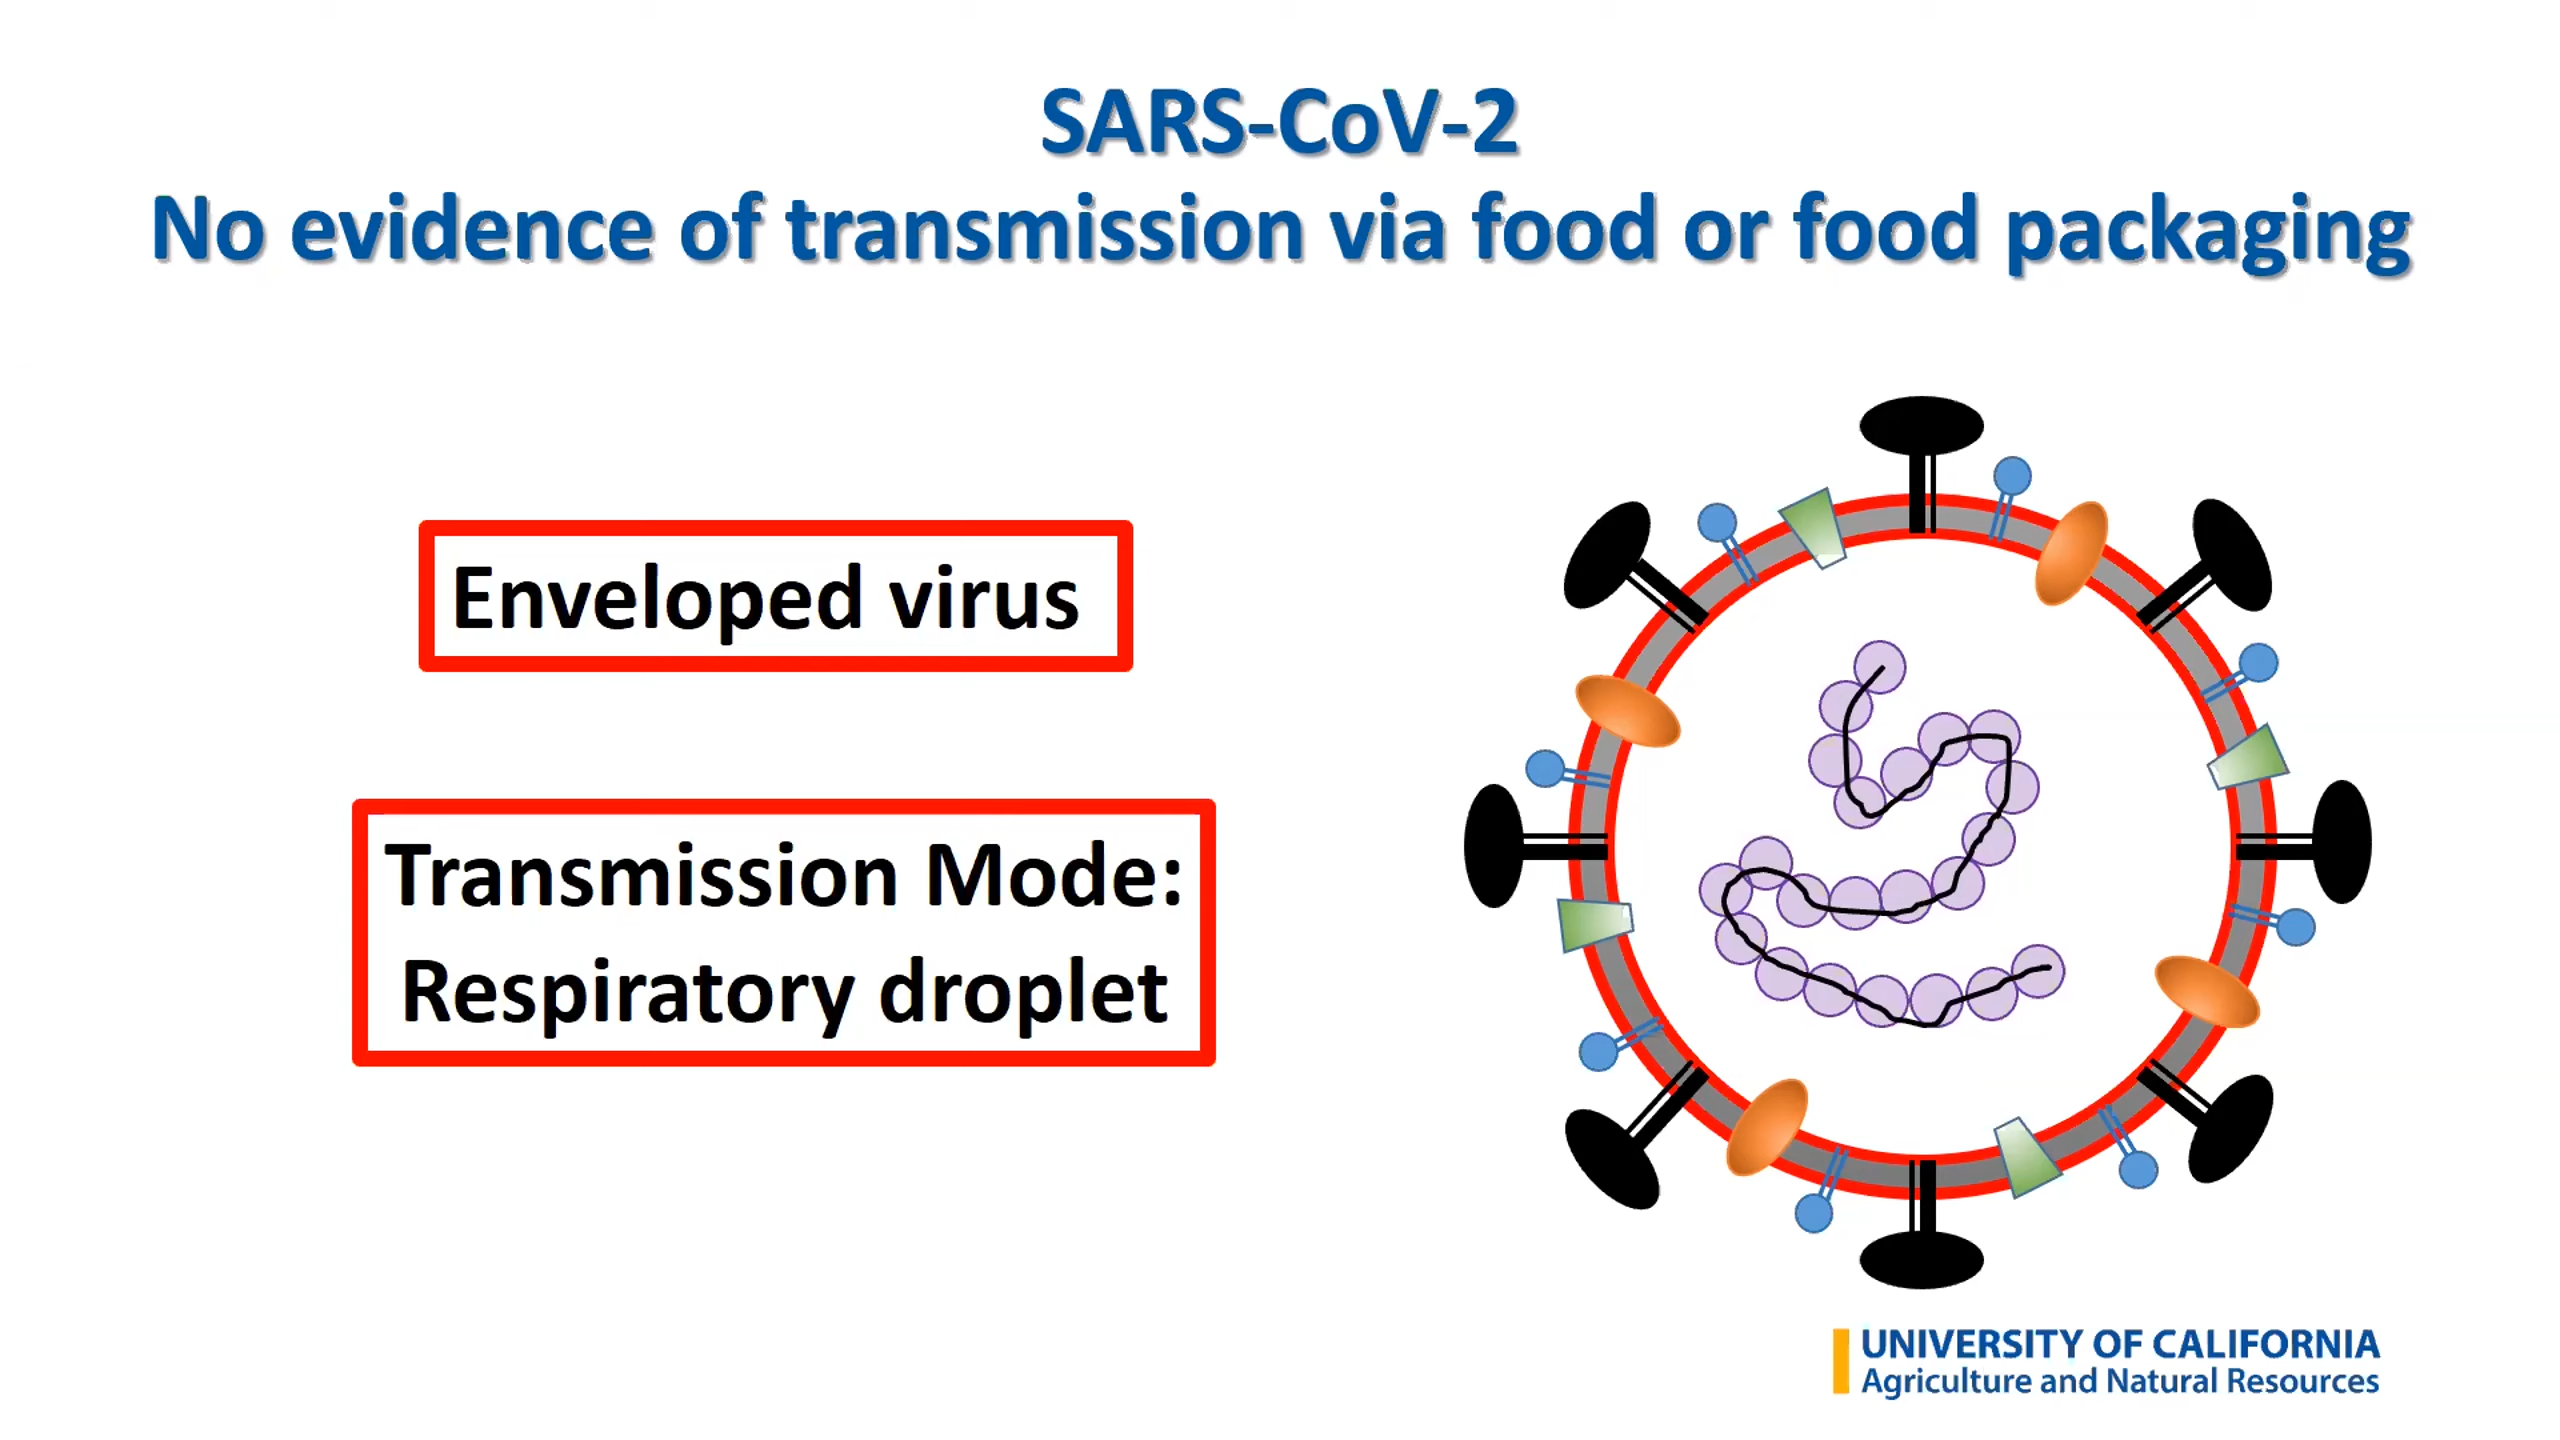 SARS-CoV-2
No evidence of transmission via food or food packaging
Enveloped virus
Transmission Mode:
Respiratory droplet
UNIVERSITY OF CALIFORNIA
Agriculture and Natural Resources